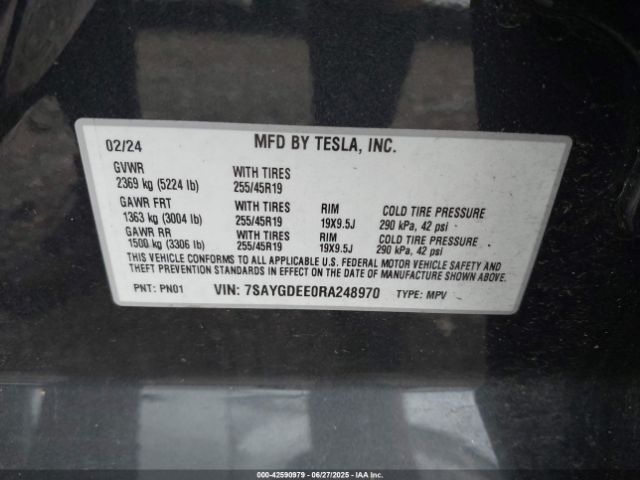 02/24 MFD BY TESLA, INC.
GVWR WITH TIRES
2369 kg (5224 lb) 255/45R19
GAWR FRT WITH TIRES RIM COLD TIRE PRESSURE
1363 kg (3004 lb) 255/45R19 19X9.5J 290 kPa, 42 psi
GAWR RR WITH TIRES RIM COLD TIRE PRESSURE
1500 kg (3306 lb) 255/45R19 19X9.5J 290 kPa, 42 psi
THIS VEHICLE CONFORMS TO ALL APPLICABLE U.S. FEDERAL MOTOR VEHICLE SAFETY AND
THEFT PREVENTION STANDARDS IN EFFECT ON THE DATE OF MANUFACTURE SHOWN ABOVE.
PNT: PN01 VIN: 7SAYGDEE0RA248970 TYPE: MPV
000-42590979 - 06/27/2025 - IAAI.COM